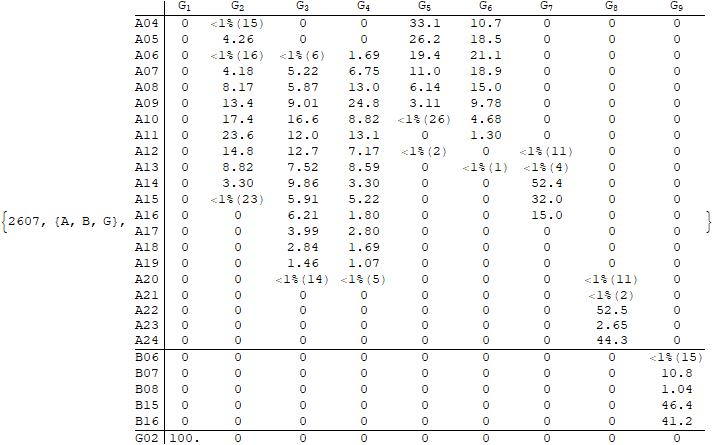 G1 G2 G3 G4 G5 G6 G7 G8 G9
A04 0 <1%(15) 0 0 33.1 10.7 0 0 0
A05 0 4.26 0 0 26.2 18.5 0 0 0
A06 0 <1%(16) <1%(6) 1.69 19.4 21.1 0 0 0
A07 0 4.18 5.22 6.75 11.0 18.9 0 0 0
A08 0 8.17 5.87 13.0 6.14 15.0 0 0 0
A09 0 13.4 9.01 24.8 3.11 9.78 0 0 0
A10 0 17.4 16.6 8.82 <1%(26) 4.68 0 0 0
A11 0 23.6 12.0 13.1 0 1.30 0 0 0
A12 0 14.8 12.7 7.17 <1%(2) 0 <1%(11) 0 0
A13 0 8.82 7.52 8.59 0 <1%(1) <1%(4) 0 0
A14 0 3.30 9.86 3.30 0 0 52.4 0 0
A15 0 <1%(23) 5.91 5.22 0 0 32.0 0 0
{2607, {A, B, G}, A16 0 0 6.21 1.80 0 0 15.0 0 0 }
A17 0 0 3.99 2.80 0 0 0 0 0
A18 0 0 2.84 1.69 0 0 0 0 0
A19 0 0 1.46 1.07 0 0 0 0 0
A20 0 0 <1%(14) <1%(5) 0 0 0 <1%(11) 0
A21 0 0 0 0 0 0 0 <1%(2) 0
A22 0 0 0 0 0 0 0 52.5 0
A23 0 0 0 0 0 0 0 2.65 0
A24 0 0 0 0 0 0 0 44.3 0
B06 0 0 0 0 0 0 0 0 <1%(15)
B07 0 0 0 0 0 0 0 0 10.8
B08 0 0 0 0 0 0 0 0 1.04
B15 0 0 0 0 0 0 0 0 46.4
B16 0 0 0 0 0 0 0 0 41.2
G02 100. 0 0 0 0 0 0 0 0